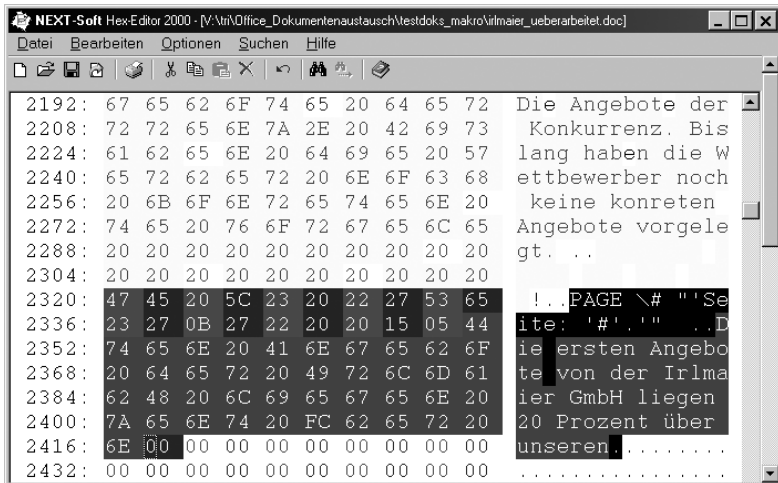 NEXT-Soft Hex-Editor 2000 - [V:\tri\Office_Dokumentenaustausch\testdoks_makro\irlmaier_ueberarbeitet.doc]
Datei Bearbeiten Optionen Suchen Hilfe
2192: 67 65 62 6F 74 65 20 64 65 72 Die Angebote der
2208: 72 72 65 6E 7A 2E 20 42 69 73 Konkurrenz. Bis
2224: 61 62 65 6E 20 64 69 65 20 57 lang haben die W
2240: 65 72 62 65 72 20 6E 6F 63 68 ettbewerber noch
2256: 20 6B 6F 6E 72 65 74 65 6E 20 keine konreten
2272: 74 65 20 76 6F 72 67 65 6C 65 Angebote vorgele
2288: 20 20 20 20 20 20 20 20 20 20 gt. ..
2304: 20 20 20 20 20 20 20 20 20 20
2320: 47 45 20 5C 23 20 22 27 53 65 !..PAGE \# "'Se
2336: 23 27 0B 27 22 20 20 15 05 44 ite: '#'.'" ..D
2352: 74 65 6E 20 41 6E 67 65 62 6F ie ersten Angebo
2368: 20 64 65 72 20 49 72 6C 6D 61 te von der Irlma
2384: 62 48 20 6C 69 65 67 65 6E 20 ier GmbH liegen
2400: 7A 65 6E 74 20 FC 62 65 72 20 20 Prozent über
2416: 6E 00 00 00 00 00 00 00 00 00 unseren.........
2432: 00 00 00 00 00 00 00 00 00 00 ................